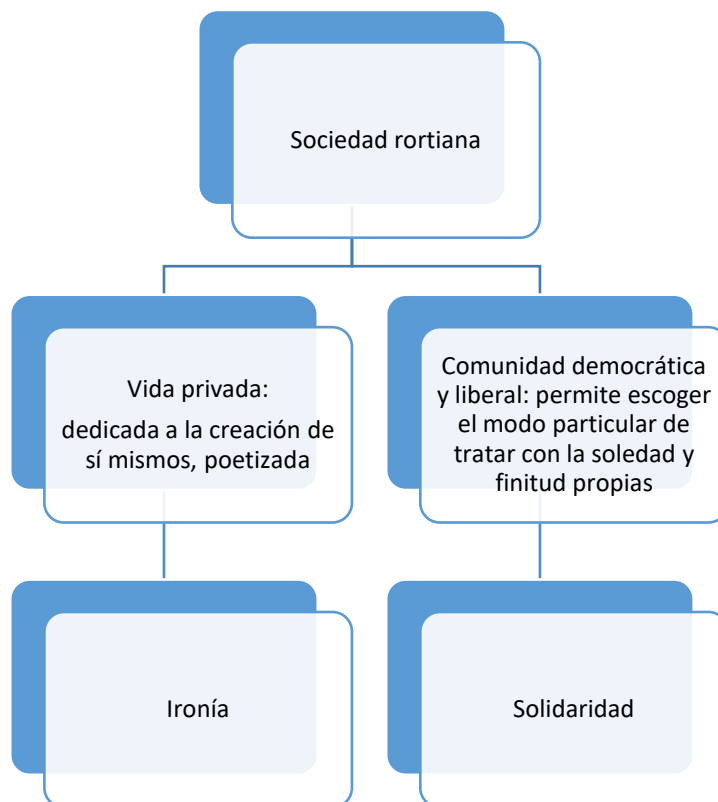 Sociedad rortiana
Vida privada:
dedicada a la creación de
sí mismos, poetizada
Comunidad democrática
y liberal: permite escoger
el modo particular de
tratar con la soledad y
finitud propias
Ironía
Solidaridad